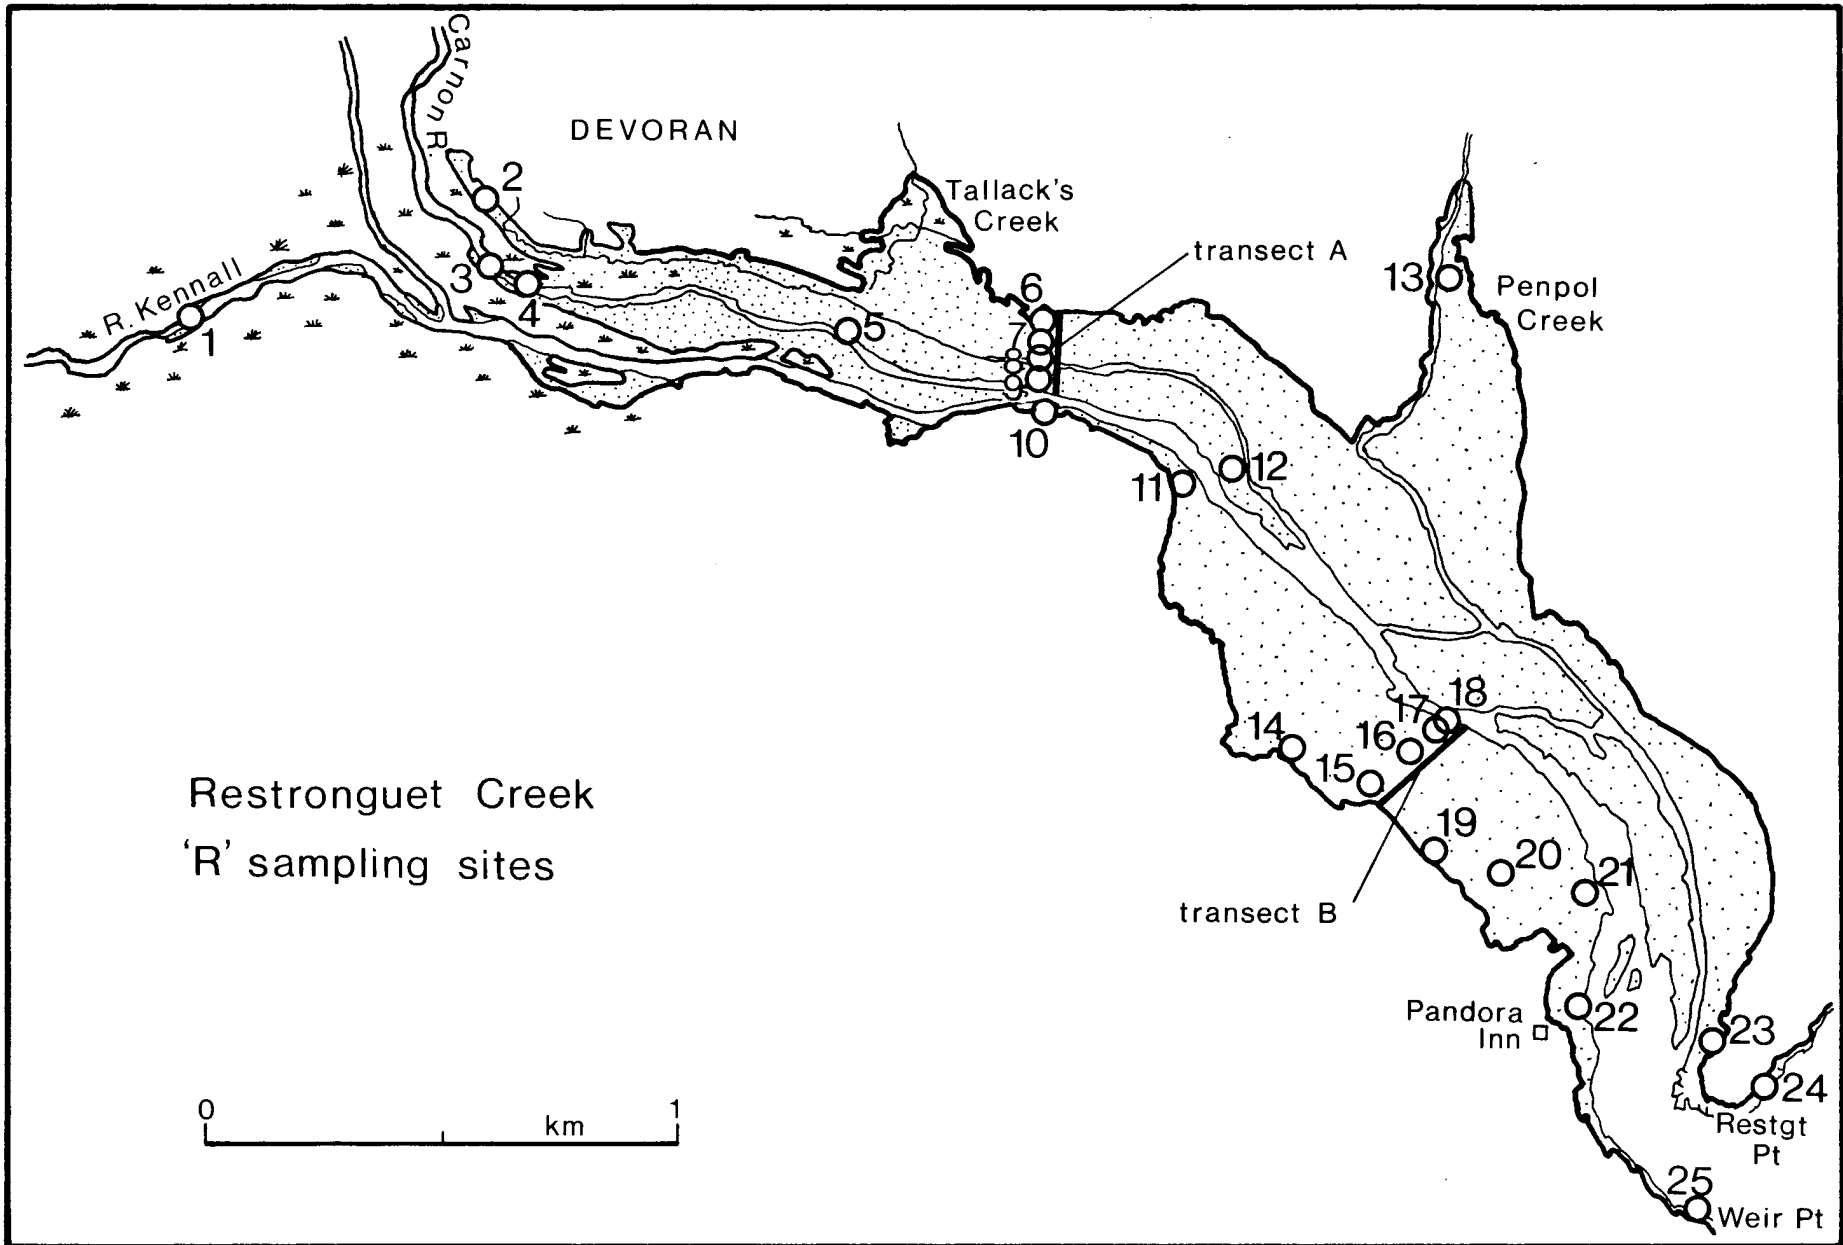 Carnon R.
DEVORAN
2
Tallack's
Creek
transect A
3
R. Kennall
1
4
5
6
7
13
Penpol
Creek
10
11
12
18
17
16
14
15
Restronguet Creek
'R' sampling sites
19
20
21
transect B
Pandora
Inn
22
23
24
0
1
km
Restgt
Pt
25
Weir Pt